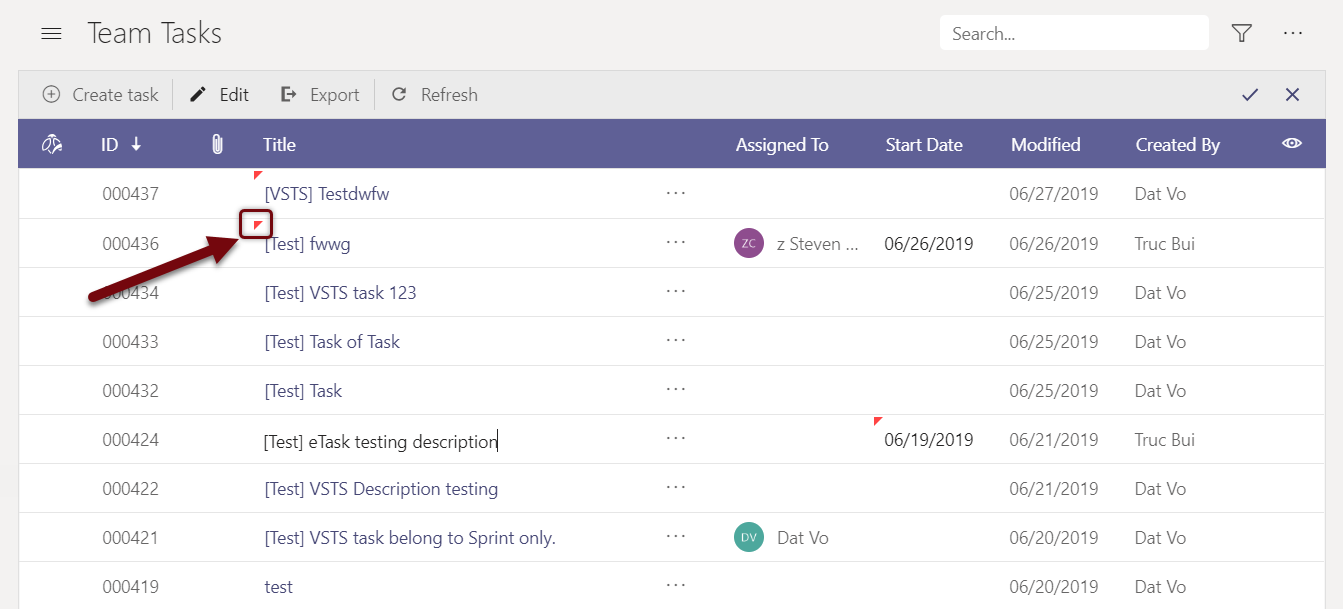 Team Tasks Search... ...
Create task Edit Export Refresh
ID Title Assigned To Start Date Modified Created By
000437 [VSTS] Testdwfw ... 06/27/2019 Dat Vo
000436 [Test] fwwg ... ZC z Steven ... 06/26/2019 06/26/2019 Truc Bui
000434 [Test] VSTS task 123 ... 06/25/2019 Dat Vo
000433 [Test] Task of Task ... 06/25/2019 Dat Vo
000432 [Test] Task ... 06/25/2019 Dat Vo
000424 [Test] eTask testing description ... 06/19/2019 06/21/2019 Truc Bui
000422 [Test] VSTS Description testing ... 06/21/2019 Dat Vo
000421 [Test] VSTS task belong to Sprint only. ... DV Dat Vo 06/20/2019 Dat Vo
000419 test ... 06/20/2019 Dat Vo